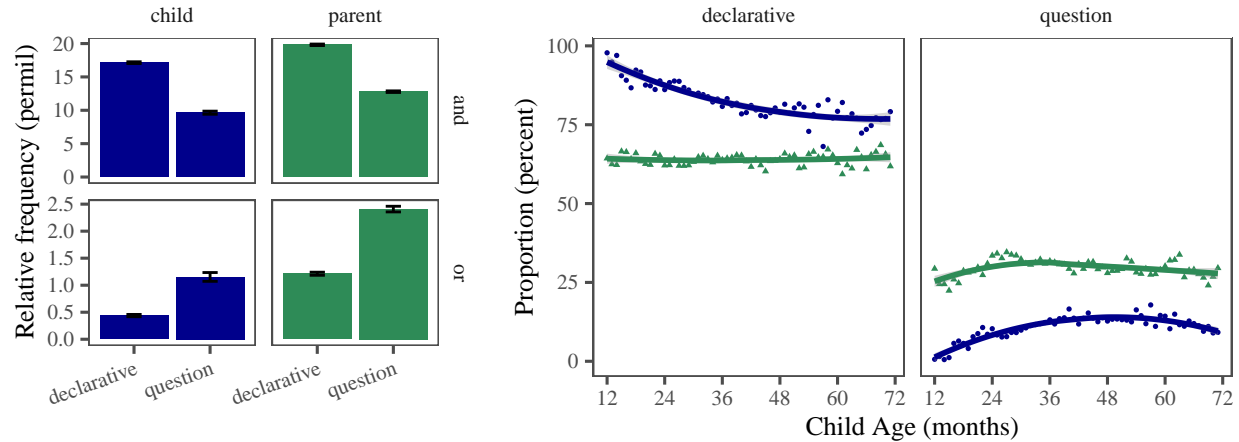 child parent
Relative frequency (permil)
20
15
10
5
0
and
2.5
2.0
1.5
1.0
0.5
0.0
or
declarative question declarative question
declarative question
Proportion (percent)
100
75
50
25
0
12 24 36 48 60 72 12 24 36 48 60 72
Child Age (months)